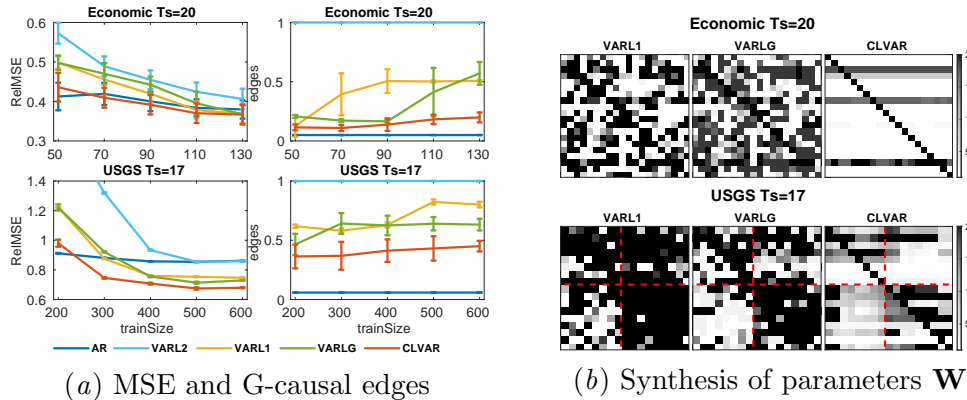 Economic Ts=20
Economic Ts=20
RelMSE
0.6
0.5
0.4
0.3
50 70 90 110 130
edges
1
0.5
0
50 70 90 110 130
USGS Ts=17
USGS Ts=17
RelMSE
1.4
1.2
1
0.8
0.6
200 300 400 500 600
trainSize
edges
1
0.5
0
200 300 400 500 600
trainSize
AR VARL2 VARL1 VARLG CLVAR
(a) MSE and G-causal edges
Economic Ts=20
VARL1 VARLG CLVAR
USGS Ts=17
VARL1 VARLG CLVAR
(b) Synthesis of parameters W